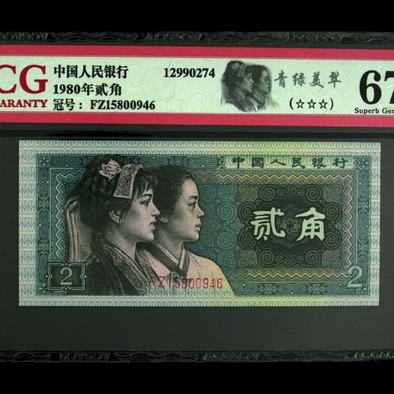 CG
中国人民银行
12990274
青绿美翠
67
ARANTY
1980年贰角
冠号：FZ15800946
(☆☆☆)
Superb Gem
中国人民银行
贰角
2
FZ15800946
2